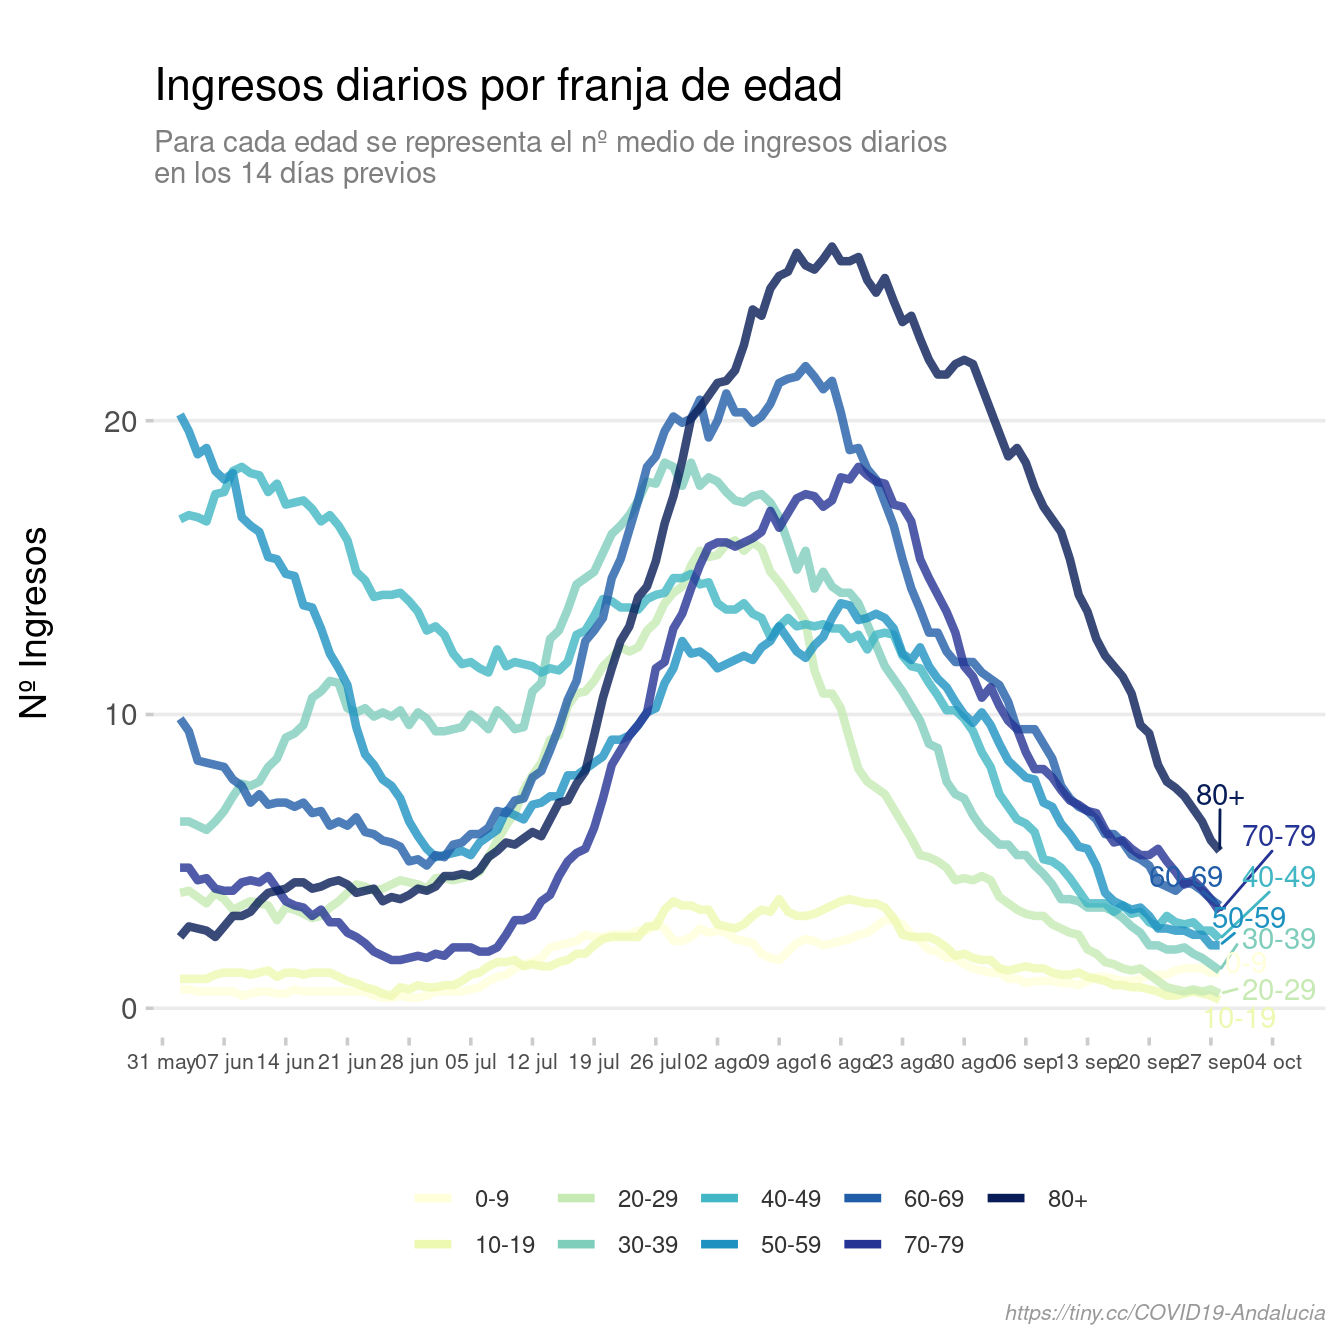 Ingresos diarios por franja de edad
Para cada edad se representa el nº medio de ingresos diarios
en los 14 días previos
Nº Ingresos
20
10
0
80+
70-79
60-69
40-49
50-59
30-39
0-9
20-29
10-19
31 may 07 jun 14 jun 21 jun 28 jun 05 jul 12 jul 19 jul 26 jul 02 ago 09 ago 16 ago 23 ago 30 ago 06 sep 13 sep 20 sep 27 sep 04 oct
0-9 20-29 40-49 60-69 80+
10-19 30-39 50-59 70-79
https://tiny.cc/COVID19-Andalucia